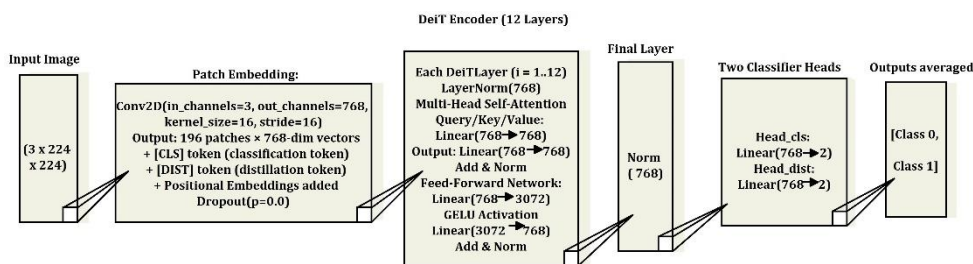 DeiT Encoder (12 Layers)
Input Image
(3 x 224
x 224)
Patch Embedding:
Conv2D(in_channels=3, out_channels=768,
kernel_size=16, stride=16)
Output: 196 patches × 768-dim vectors
+ [CLS] token (classification token)
+ [DIST] token (distillation token)
+ Positional Embeddings added
Dropout(p=0.0)
Each DeiTLayer (i = 1..12)
LayerNorm(768)
Multi-Head Self-Attention
Query/Key/Value:
Linear(768→768)
Output: Linear(768→768)
Add & Norm
Feed-Forward Network:
Linear(768→3072)
GELU Activation
Linear(3072→768)
Add & Norm
Final Layer
Norm
(768)
Two Classifier Heads
Head_cls:
Linear(768→2)
Head_dist:
Linear(768→2)
Outputs averaged
[Class 0,
Class 1]